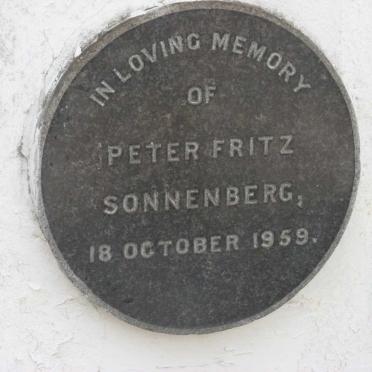 IN LOVING MEMORY
OF
PETER FRITZ
SONNENBERG,
18 OCTOBER 1959.